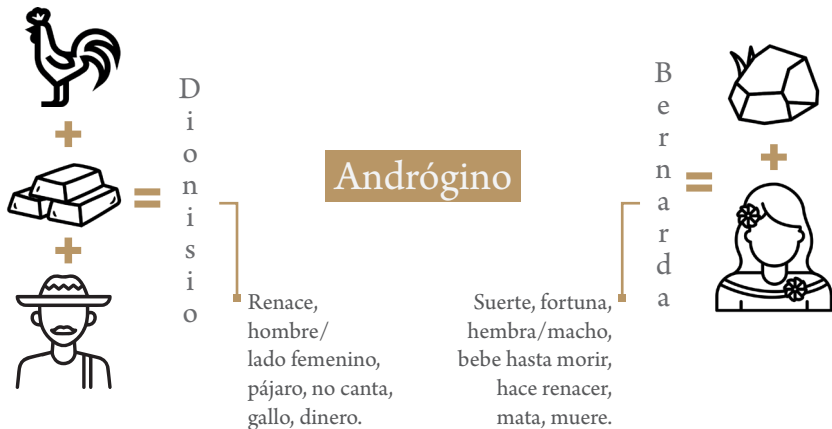 Dionisio
Andrógino
Bernarda
Renace,
hombre/
lado femenino,
pájaro, no canta,
gallo, dinero.
Suerte, fortuna,
hembra/macho,
bebe hasta morir,
hace renacer,
mata, muere.